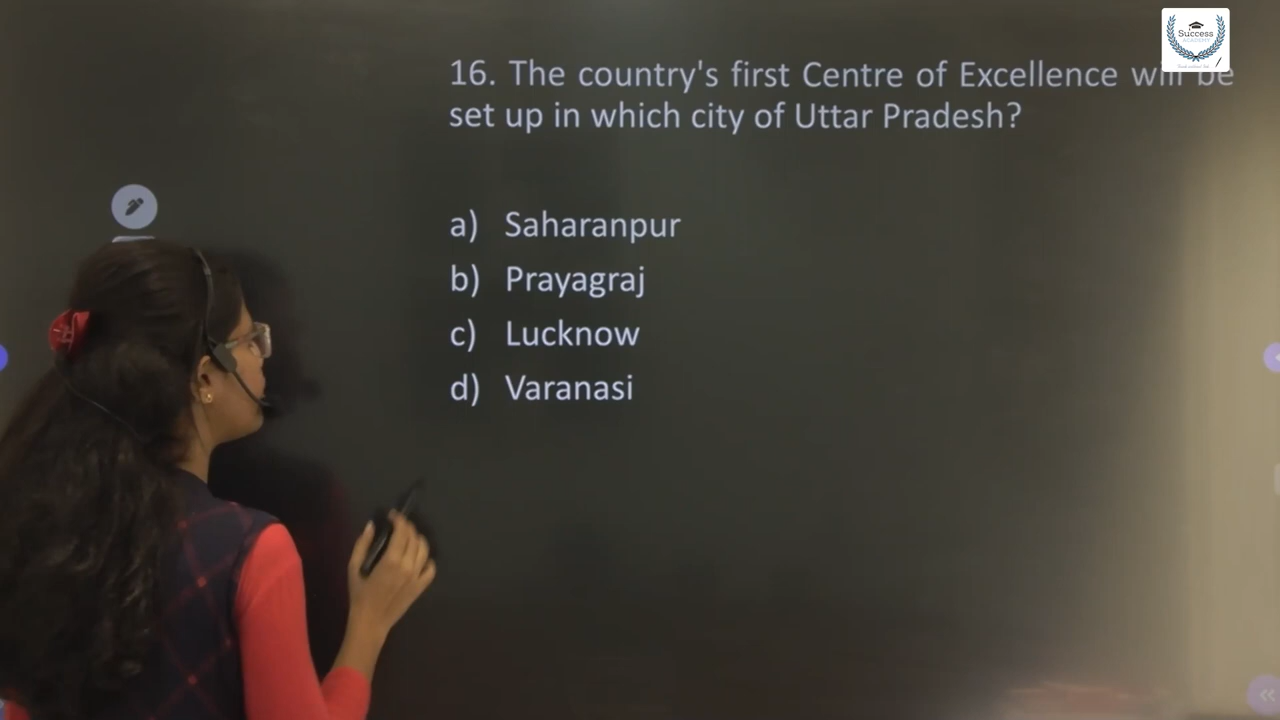 Success
ACADEMY
16. The country's first Centre of Excellence will be
set up in which city of Uttar Pradesh?
a) Saharanpur
b) Prayagraj
c) Lucknow
d) Varanasi